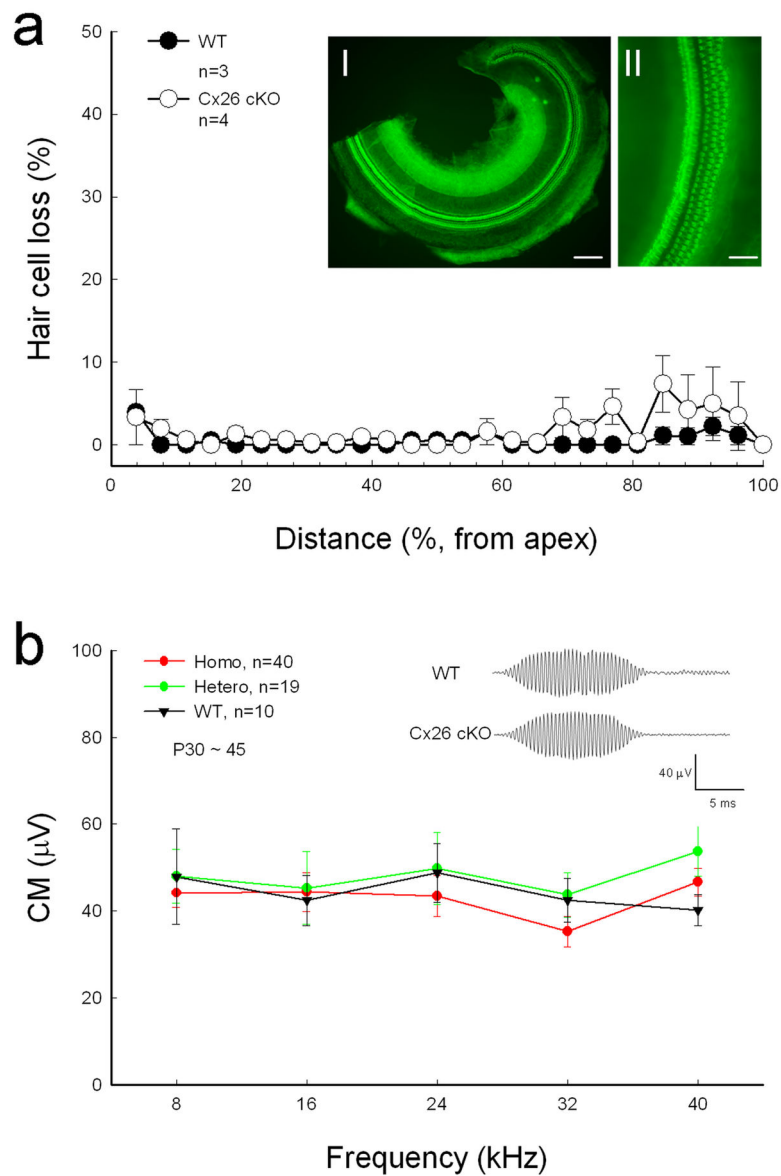 a
WT
n=3
Cx26 cKO
n=4
I
II
50
40
30
20
10
0
Hair cell loss (%)
0 20 40 60 80 100
Distance (%, from apex)
b
Homo, n=40
Hetero, n=19
WT, n=10
P30 ~ 45
WT
Cx26 cKO
40 μV
5 ms
100
80
60
40
20
0
CM (μV)
8 16 24 32 40
Frequency (kHz)